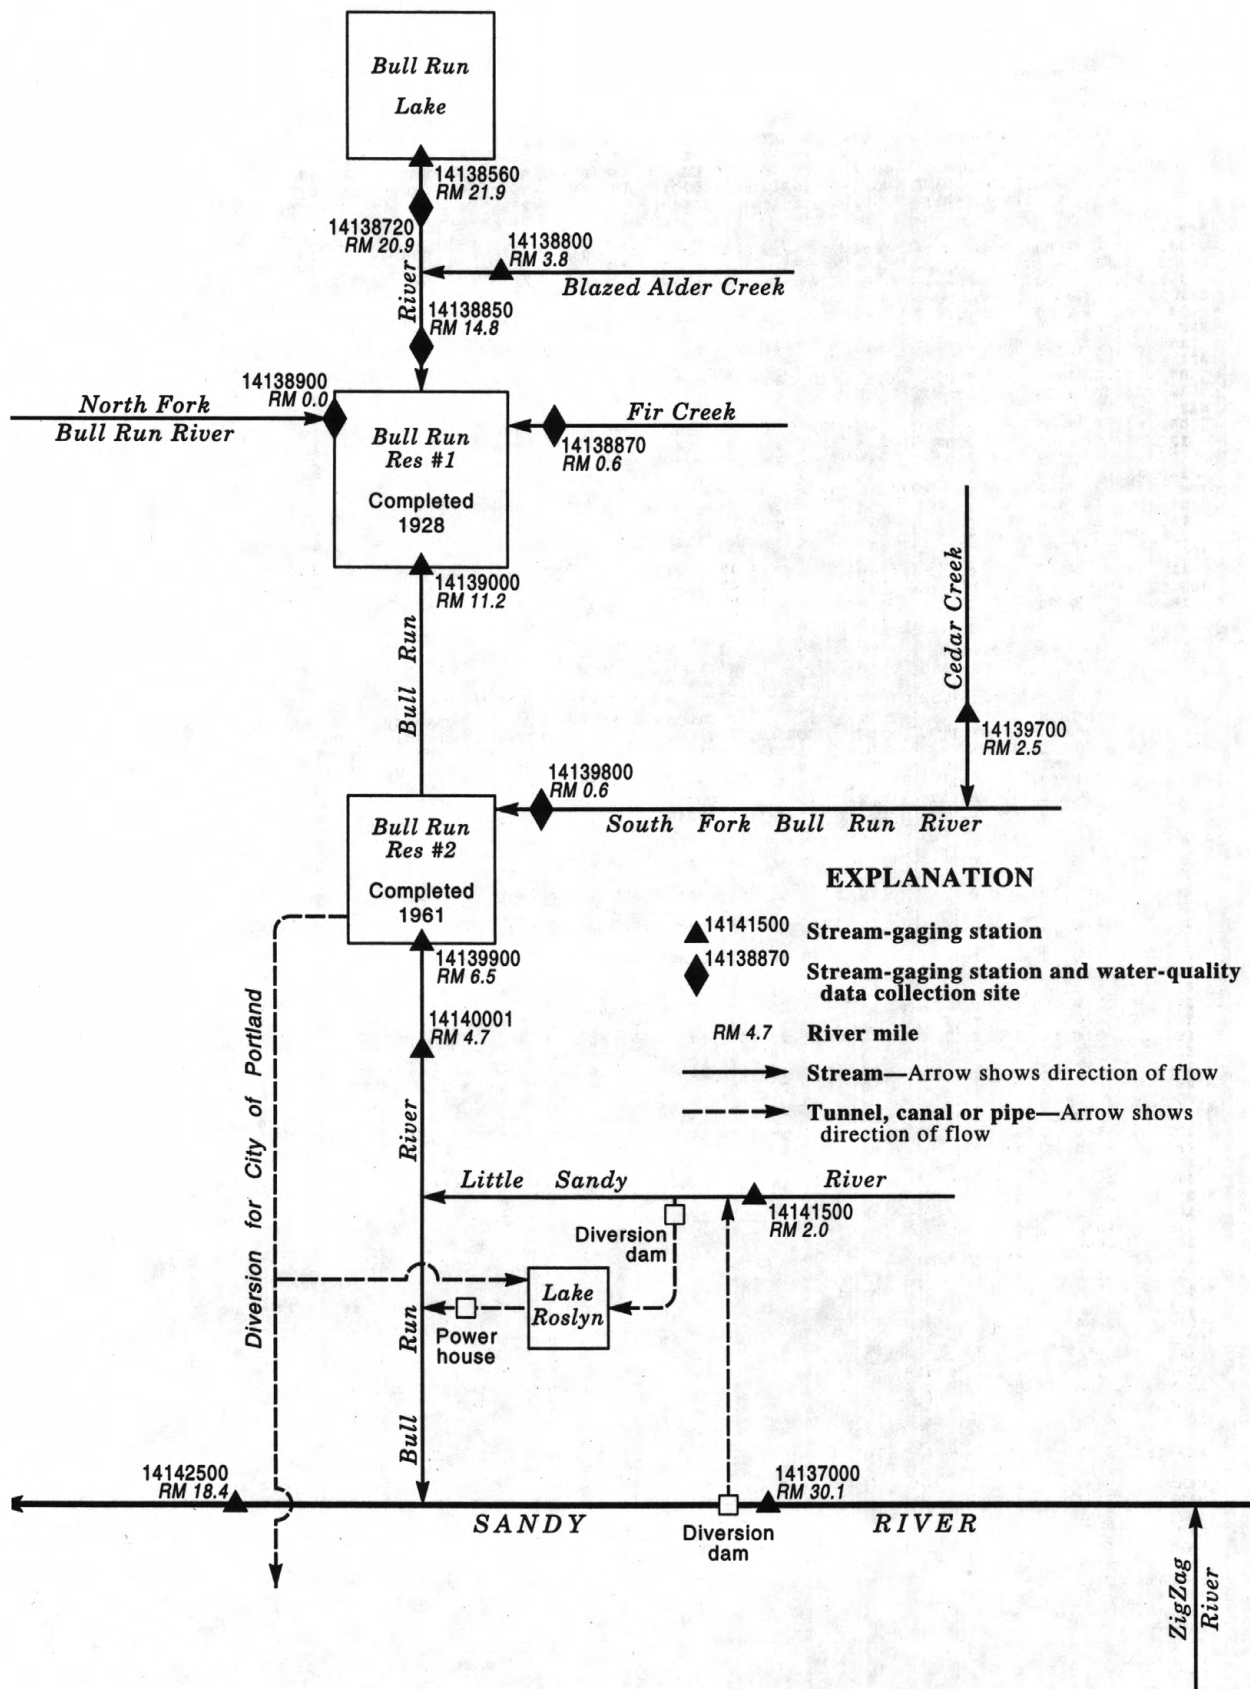 Bull Run
Lake
14138560
RM 21.9
14138720
RM 20.9
14138800
RM 3.8
Blazed Alder Creek
River
14138850
RM 14.8
14138900
RM 0.0
North Fork
Bull Run River
Bull Run
Res #1
Completed
1928
Fir Creek
14138870
RM 0.6
14139000
RM 11.2
Bull Run
Cedar Creek
14139700
RM 2.5
14139800
RM 0.6
South Fork Bull Run River
Bull Run
Res #2
Completed
1961
14139900
RM 6.5
14140001
RM 4.7
EXPLANATION
14141500
Stream-gaging station
14138870
Stream-gaging station and water-quality
data collection site
RM 4.7
River mile
Stream—Arrow shows direction of flow
Tunnel, canal or pipe—Arrow shows
direction of flow
Diversion for City of Portland
River
Little Sandy River
14141500
RM 2.0
Diversion
dam
Lake
Roslyn
Power
house
Bull Run
14142500
RM 18.4
14137000
RM 30.1
SANDY RIVER
Diversion
dam
ZigZag
River